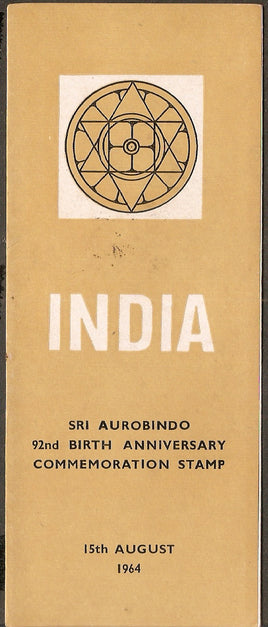 INDIA
SRI AUROBINDO
92nd BIRTH ANNIVERSARY
COMMEMORATION STAMP
15th AUGUST
1964